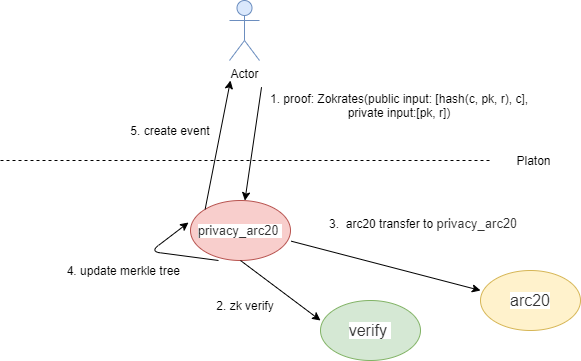 Actor
1. proof: Zokrates(public input: [hash(c, pk, r), c],
private input:[pk, r])
5. create event
Platon
privacy_arc20
3.  arc20 transfer to privacy_arc20
4. update merkle tree
2. zk verify
arc20
verify